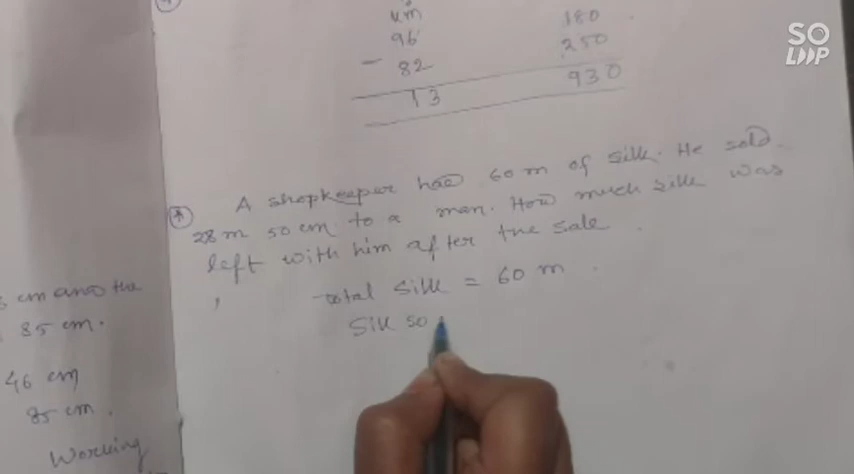 SO
LOOP
km
180
96
250
- 82
13
930
A shopkeeper had 60 m of silk. He sold
28 m 50 cm to a man. How much silk was
left with him after the sale.
total silk = 60 m
Silk so
cm and the
85 cm.
46 cm
85 cm.
Working